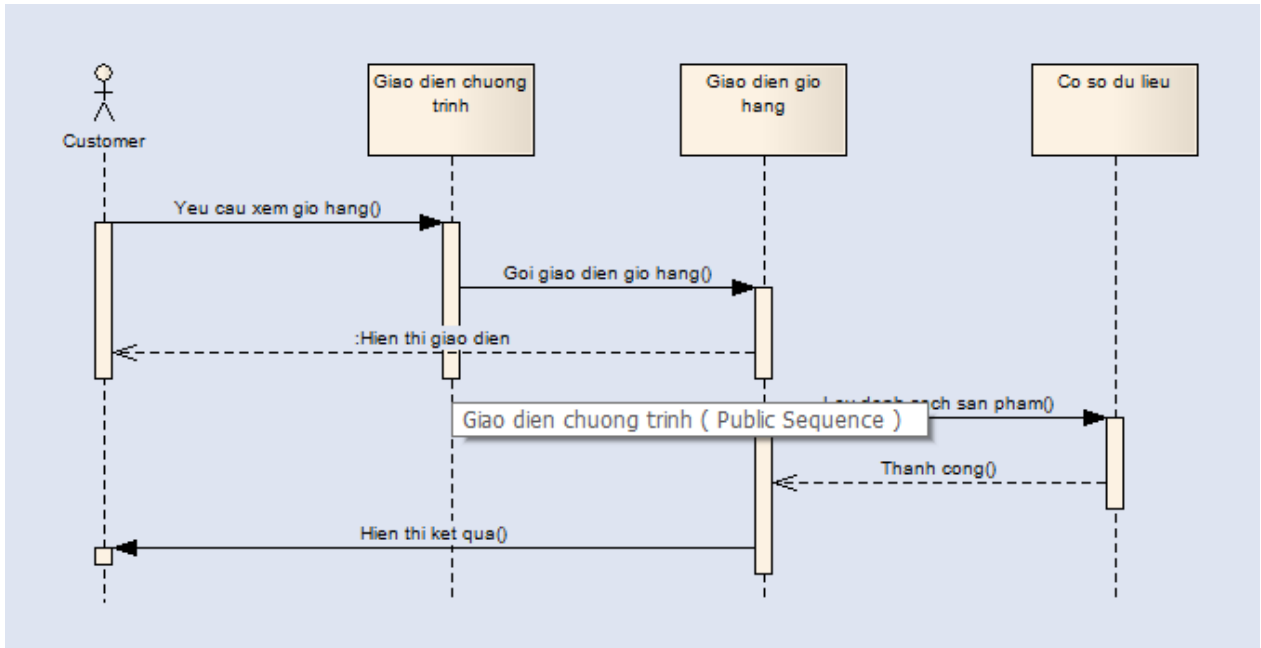 Giao dien chuong
trinh
Giao dien gio
hang
Co so du lieu
Customer
Yeu cau xem gio hang()
Goi giao dien gio hang()
:Hien thi giao dien
san pham()
Giao dien chuong trinh ( Public Sequence )
Thanh cong()
Hien thi ket qua()